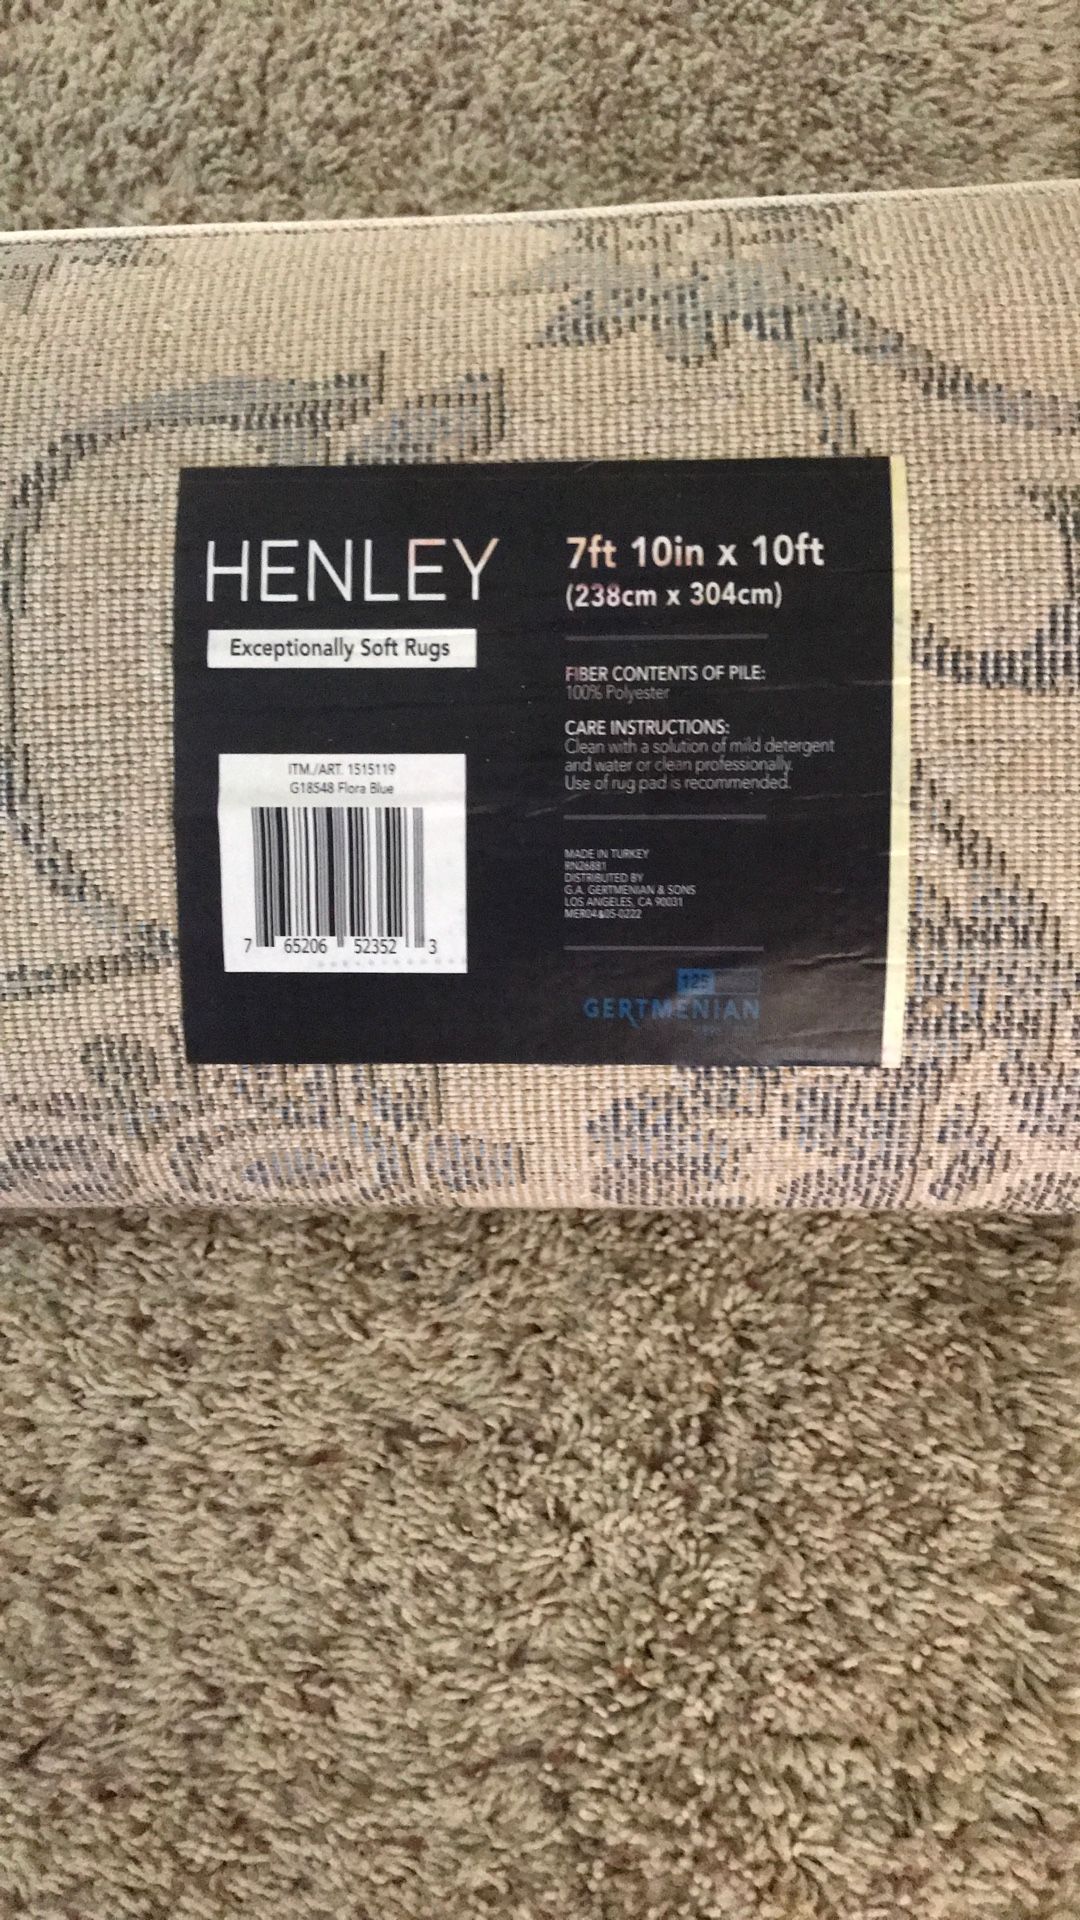 HENLEY
Exceptionally Soft Rugs
ITM./ART. 1515119
G18548 Flora Blue
7 65206 52352 3
7ft 10in x 10ft
(238cm x 304cm)
FIBER CONTENTS OF PILE:
100% Polyester
CARE INSTRUCTIONS:
Clean with a solution of mild detergent
and water or clean professionally.
Use of rug pad is recommended.
MADE IN TURKEY
RN26881
DISTRIBUTED BY
G.A. GERTMENIAN & SONS
LOS ANGELES, CA 90031
MER04&05-0222
125
GERTMENIAN